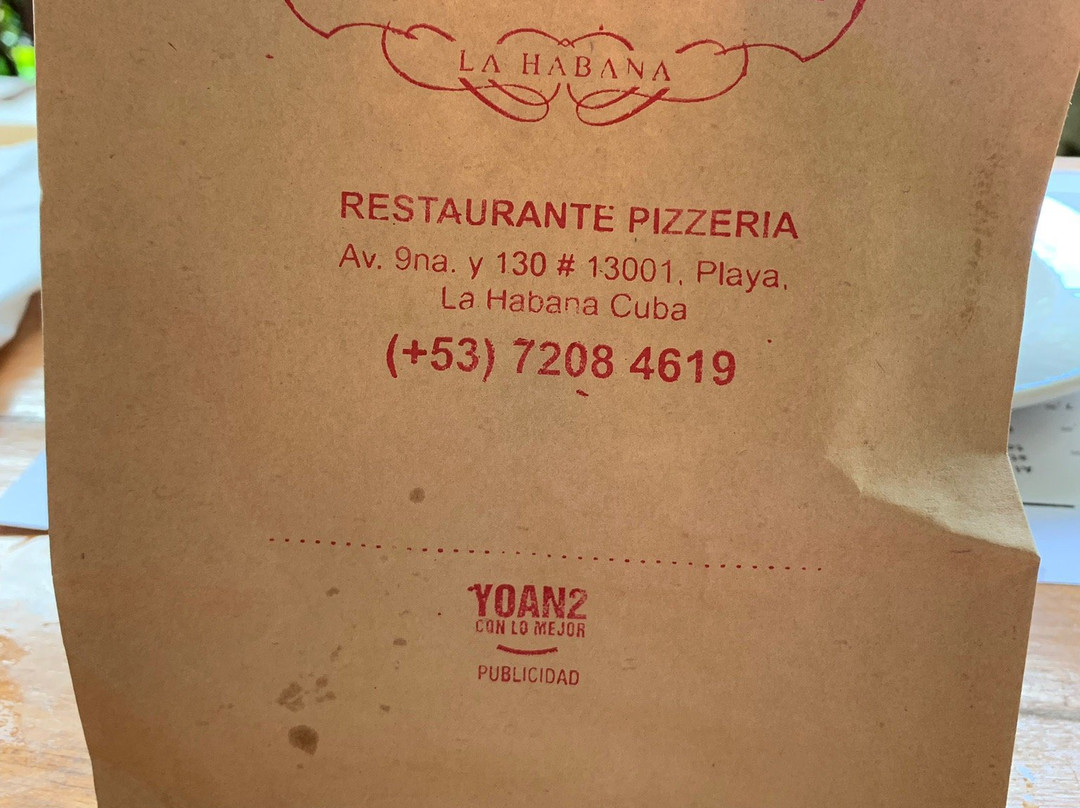 LA HABANA
RESTAURANTE PIZZERIA
Av. 9na. y 130 # 13001, Playa,
La Habana Cuba
(+53) 7208 4619
YOAN2
CON LO MEJOR
PUBLICIDAD